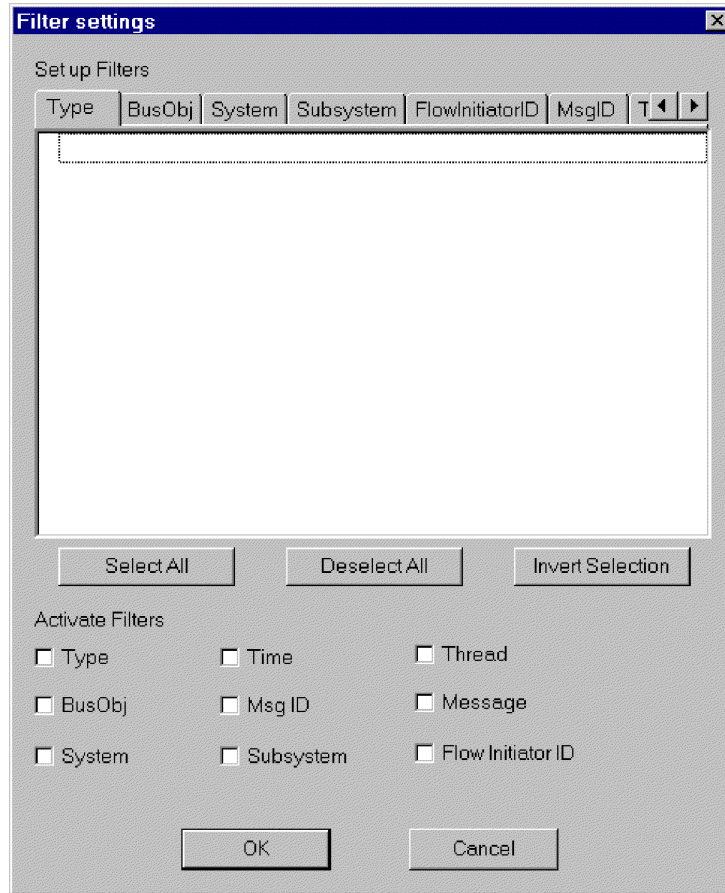 Filter settings
Set up Filters
Type BusObj System Subsystem FlowInitiatorID MsgID T
Select All Deselect All Invert Selection
Activate Filters
Type Time Thread
BusObj Msg ID Message
System Subsystem Flow Initiator ID
OK Cancel